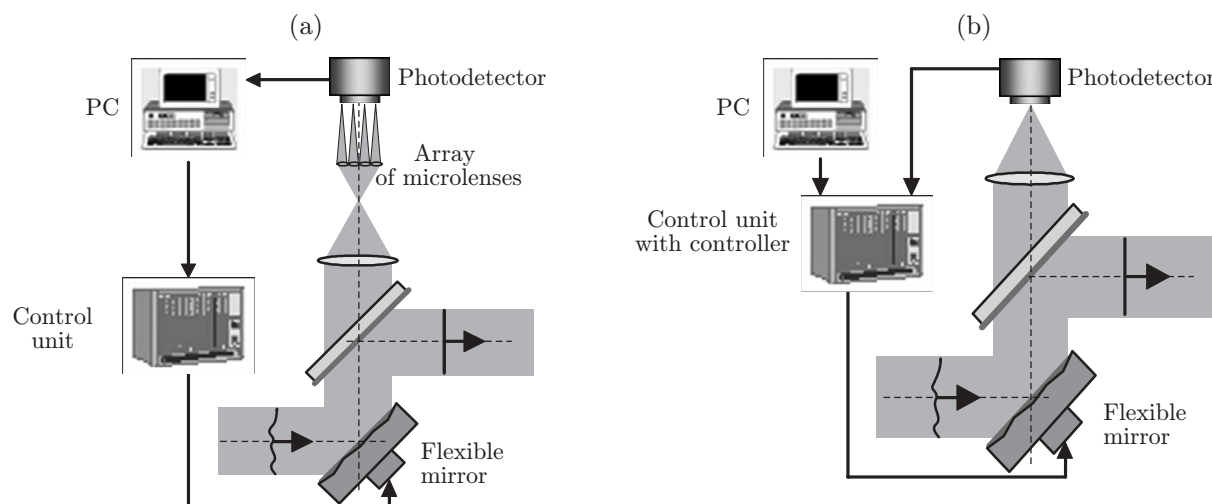 (a)
PC
Photodetector
Array
of microlenses
Control
unit
Flexible
mirror
(b)
PC
Photodetector
Control unit
with controller
Flexible
mirror